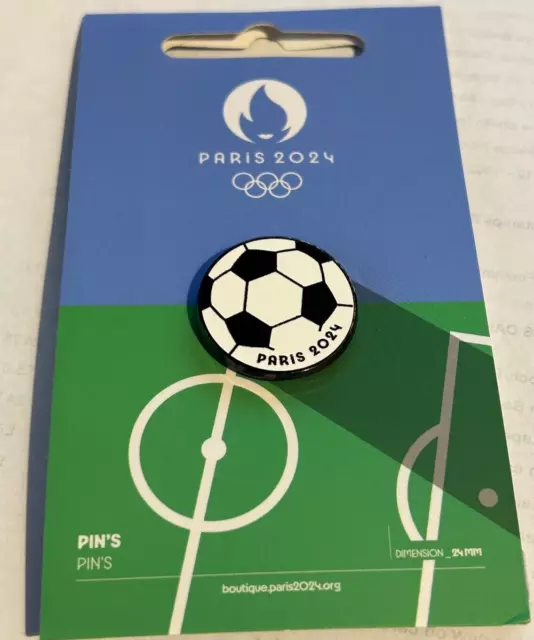 PARIS 2024
PARIS 2024
PIN'S
PIN'S
DIMENSION _ 24 MM
boutique.paris2024.org